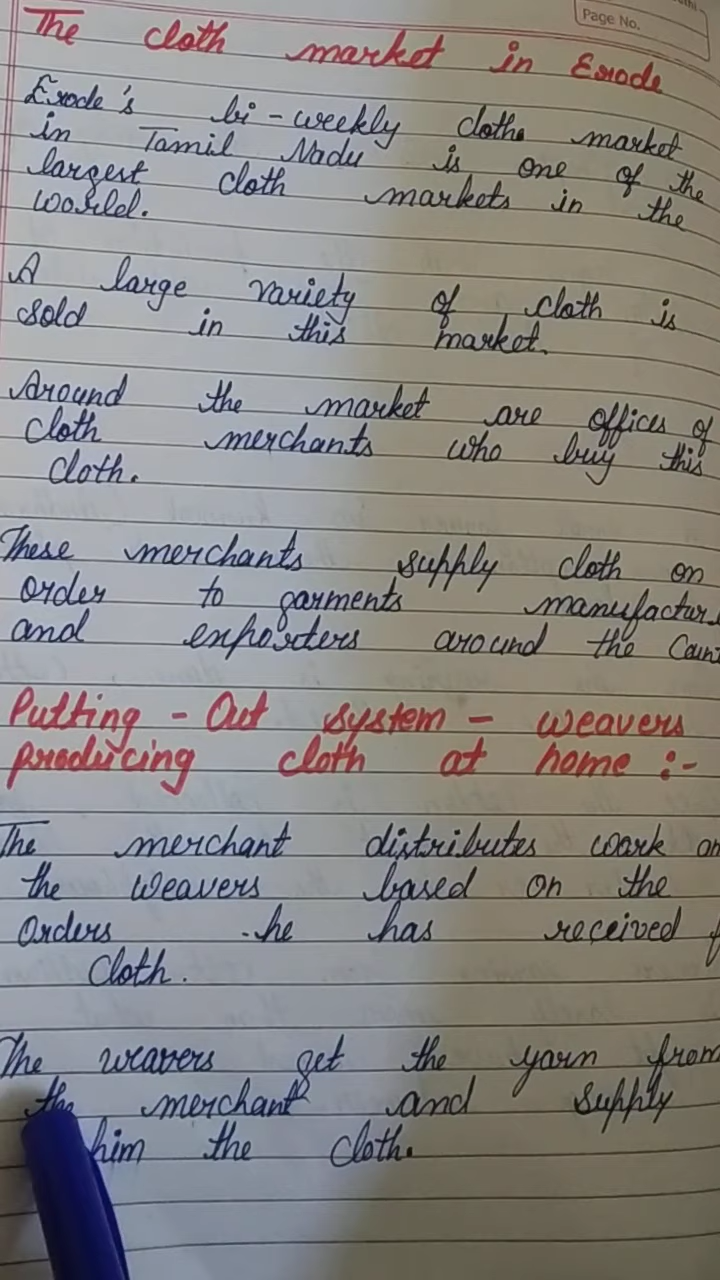 Page No.
The cloth market in Erode
Erode's bi-weekly cloth market
in Tamil Nadu is one of the
largest cloth markets in the
world.
A large variety of cloth is
sold in this market.
Around the market are offices of
cloth merchants who buy this
cloth.
These merchants supply cloth on
order to garments manufactur
and exporters around the Coun
Putting - Out system - weavers
producing cloth at home :-
The merchant distributes work
the weavers based on the
orders he has received
cloth.
The weavers get the yarn from
the merchant and supply
him the cloth.